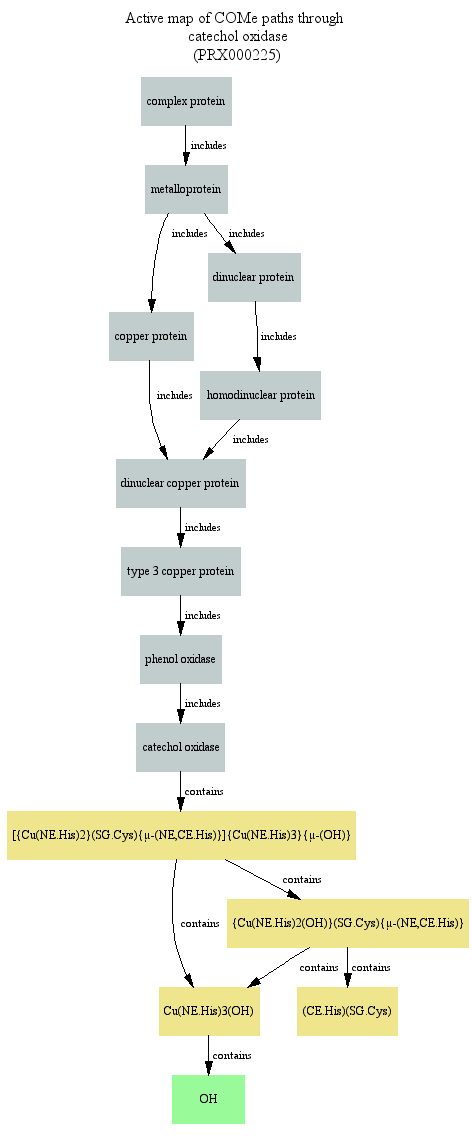 Active map of COMe paths through
catechol oxidase
(PRX000225)
complex protein
includes
metalloprotein
includes
includes
dinuclear protein
includes
copper protein
includes
homodinuclear protein
includes
dinuclear copper protein
includes
type 3 copper protein
includes
phenol oxidase
includes
catechol oxidase
contains
[{Cu(NE.His)2}(SG.Cys){μ-(NE,CE.His)}]{Cu(NE.His)3}{μ-(OH)}
contains
contains
{Cu(NE.His)2(OH)}(SG.Cys){μ-(NE,CE.His)}
contains
contains
Cu(NE.His)3(OH)
(CE.His)(SG.Cys)
contains
OH